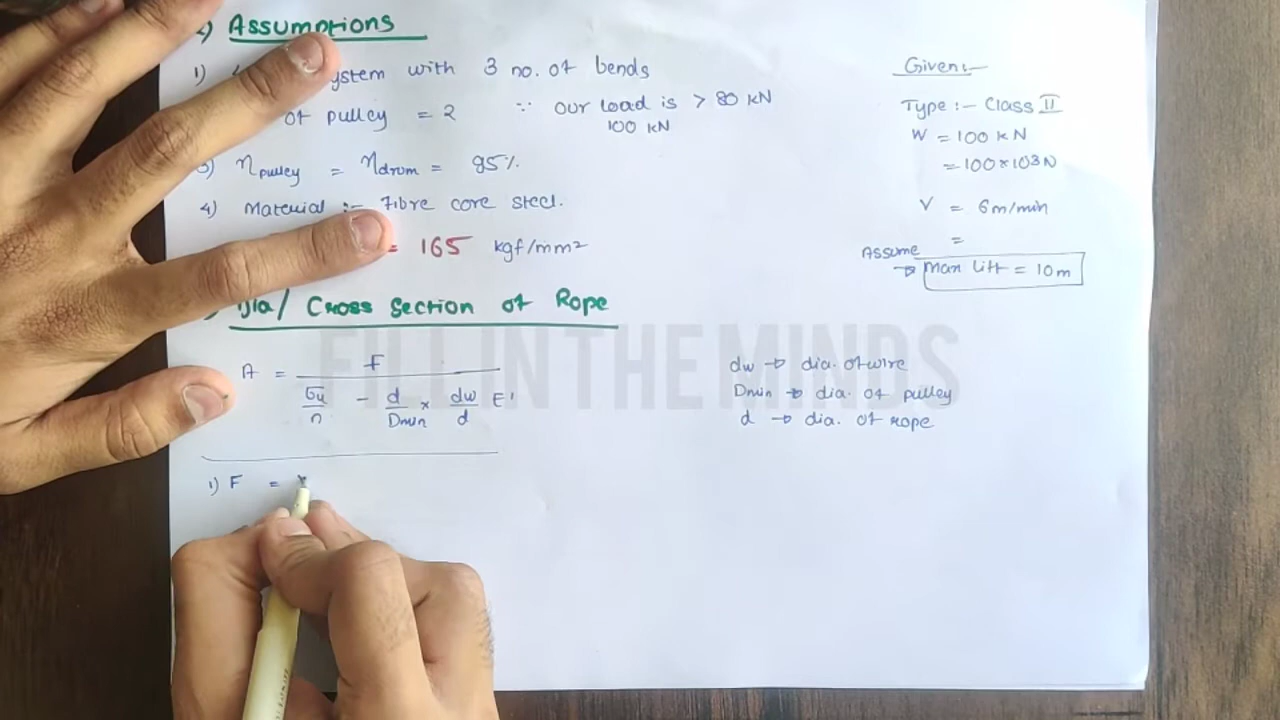 2) Assumptions
1) ystem with 3 no. of bends
of pulley = 2 ∵ our load is > 80 kN
100 kN
3) ηpulley = ηdrum = 95%.
4) Material :- Fibre core steel.
= 165 kgf/mm²
Dia/ Cross Section of Rope
A = F / (σu/n - d/Dmin × dw/d E')
1) F =
Given:-
Type :- Class II
W = 100 kN
= 100×103N
V = 6m/min
=
Assume
→ Max lift = 10m
dw → dia. of wire
Dmin → dia. of pulley
d → dia. of rope
FILL IN THE MINDS